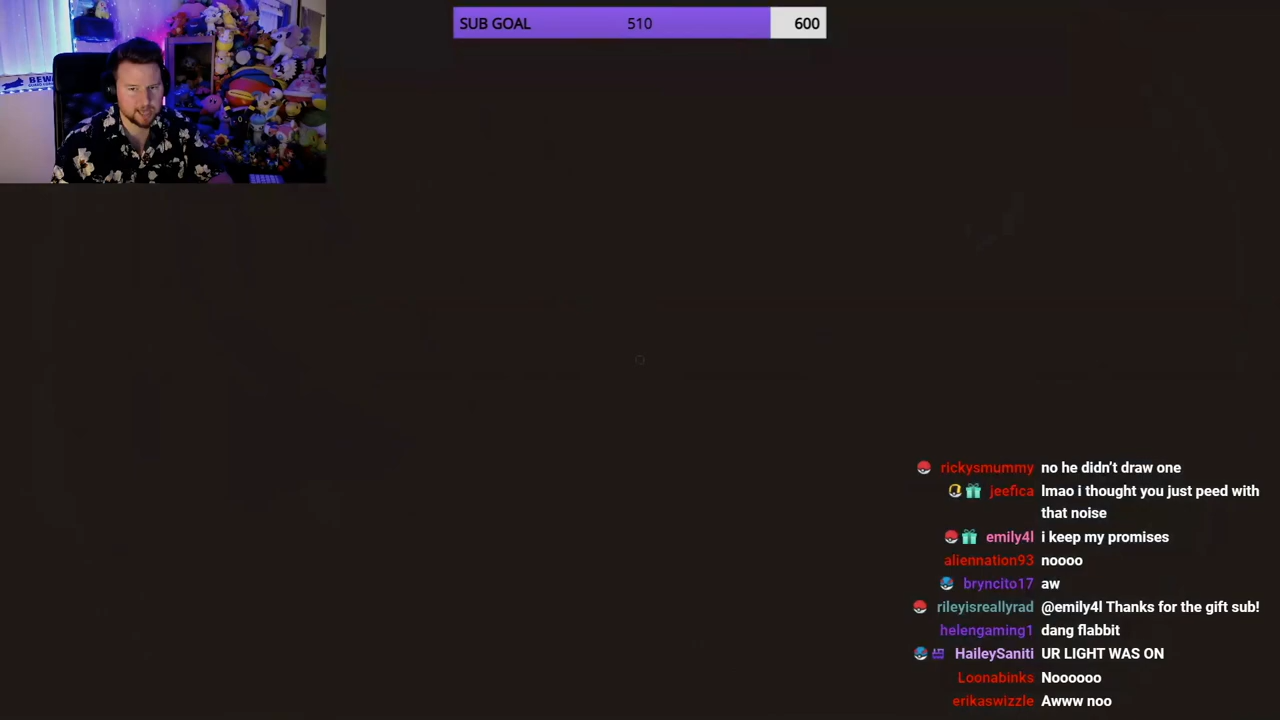 SUB GOAL 510 600
BEWA
rickysmummy no he didn’t draw one
jeefica lmao i thought you just peed with
that noise
emily4l i keep my promises
aliennation93 noooo
bryncito17 aw
rileyisreallyrad @emily4l Thanks for the gift sub!
helengaming1 dang flabbit
HaileySaniti UR LIGHT WAS ON
Loonabinks Noooooo
erikaswizzle Awww noo